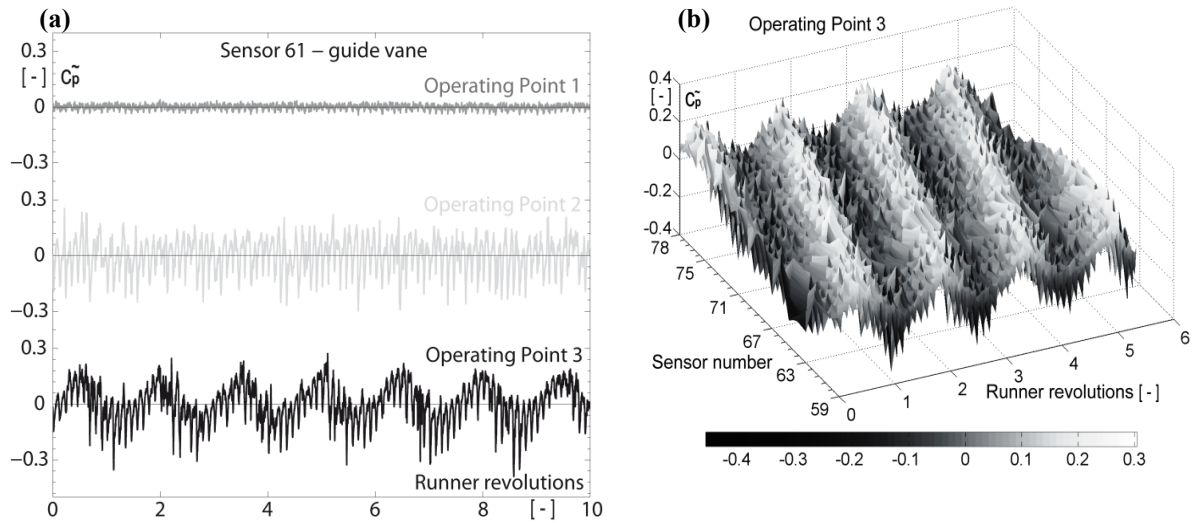 (a)
Sensor 61 – guide vane
0.3
[ - ] C̃p
Operating Point 1
0
−0.3
0.3
Operating Point 2
0
−0.3
0.3
Operating Point 3
0
−0.3
Runner revolutions
0 2 4 6 8 10
[ - ]
(b)
Operating Point 3
0.4
[ - ] C̃p
0.2
0
-0.2
-0.4
78
75
71
67
63
59
Sensor number
0 1 2 3 4 5 6
Runner revolutions [ - ]
-0.4 -0.3 -0.2 -0.1 0 0.1 0.2 0.3